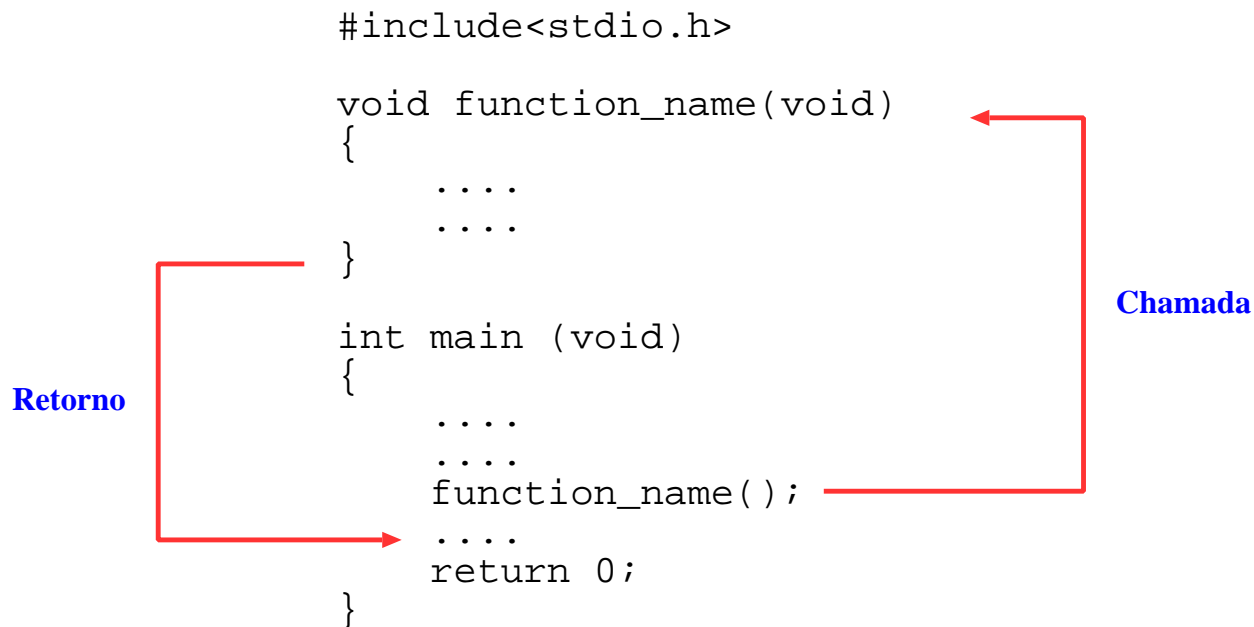 #include<stdio.h>
void function_name(void)
{
....
....
}
Chamada
int main (void)
{
Retorno
....
....
function_name();
....
return 0;
}